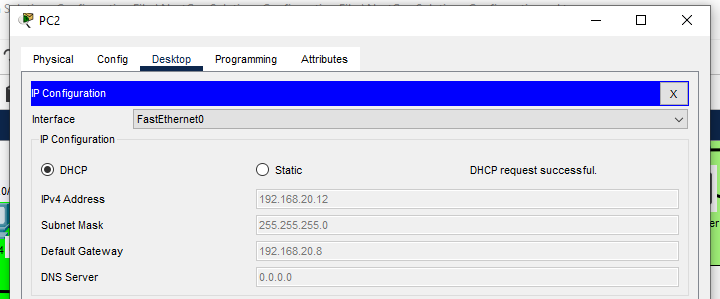 PC2
Physical Config Desktop Programming Attributes
IP Configuration X
Interface FastEthernet0
IP Configuration
DHCP Static DHCP request successful.
IPv4 Address 192.168.20.12
Subnet Mask 255.255.255.0
Default Gateway 192.168.20.8
DNS Server 0.0.0.0